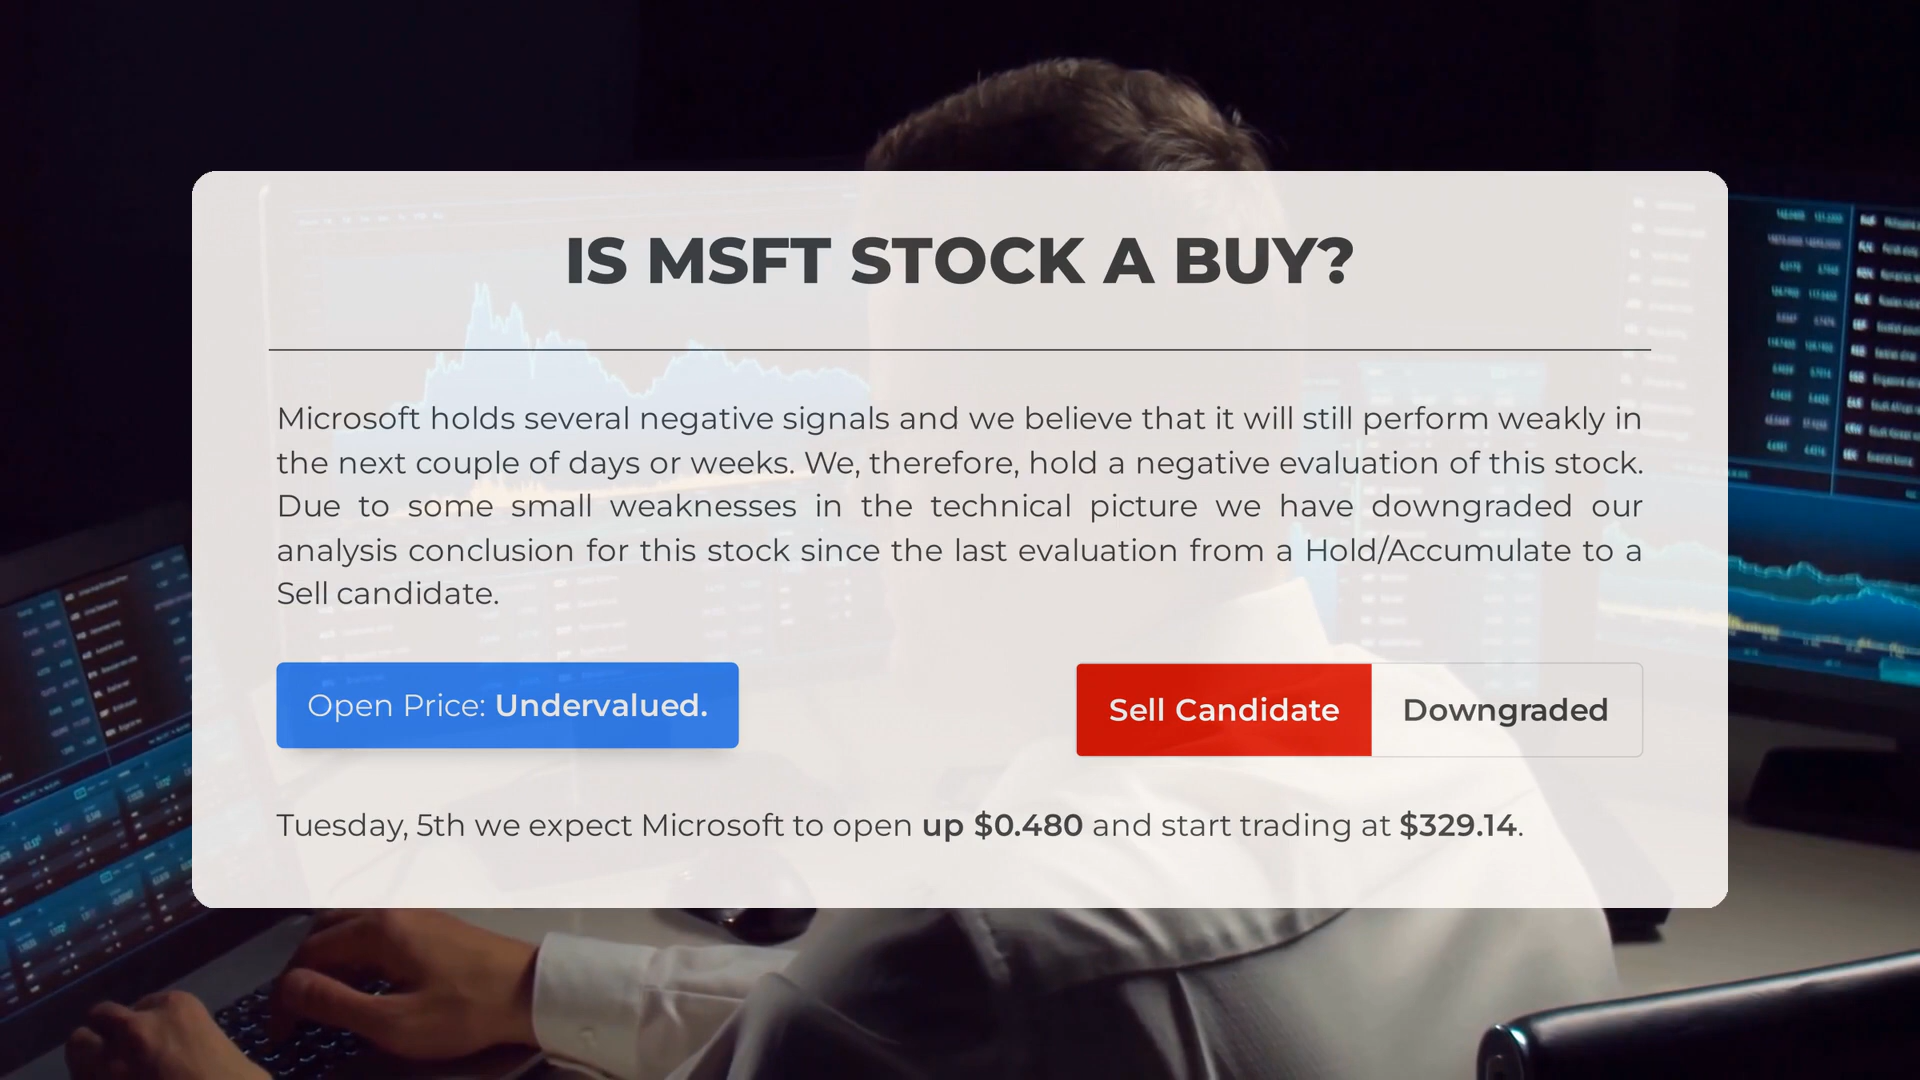 IS MSFT STOCK A BUY?
Microsoft holds several negative signals and we believe that it will still perform weakly in
the next couple of days or weeks. We, therefore, hold a negative evaluation of this stock.
Due to some small weaknesses in the technical picture we have downgraded our
analysis conclusion for this stock since the last evaluation from a Hold/Accumulate to a
Sell candidate.
Open Price: Undervalued.
Sell Candidate Downgraded
Tuesday, 5th we expect Microsoft to open up $0.480 and start trading at $329.14.